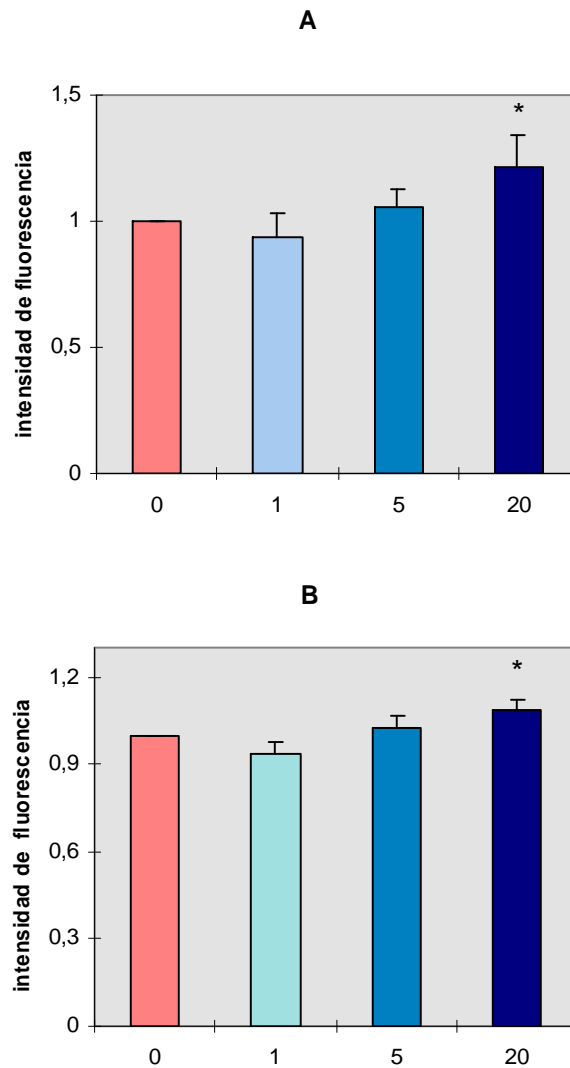 A
intensidad de fluorescencia
1,5
*
1
0,5
0
0 1 5 20
B
intensidad de fluorescencia
1,2
*
0,9
0,6
0,3
0
0 1 5 20